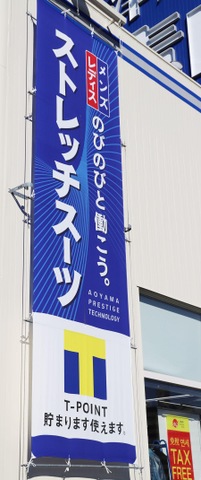 メンズ
レディス
のびのびと働こう。
ストレッチスーツ
AOYAMA
PRESTIGE
TECHNOLOGY
T-POINT
貯まります使えます。
TAX
FREE